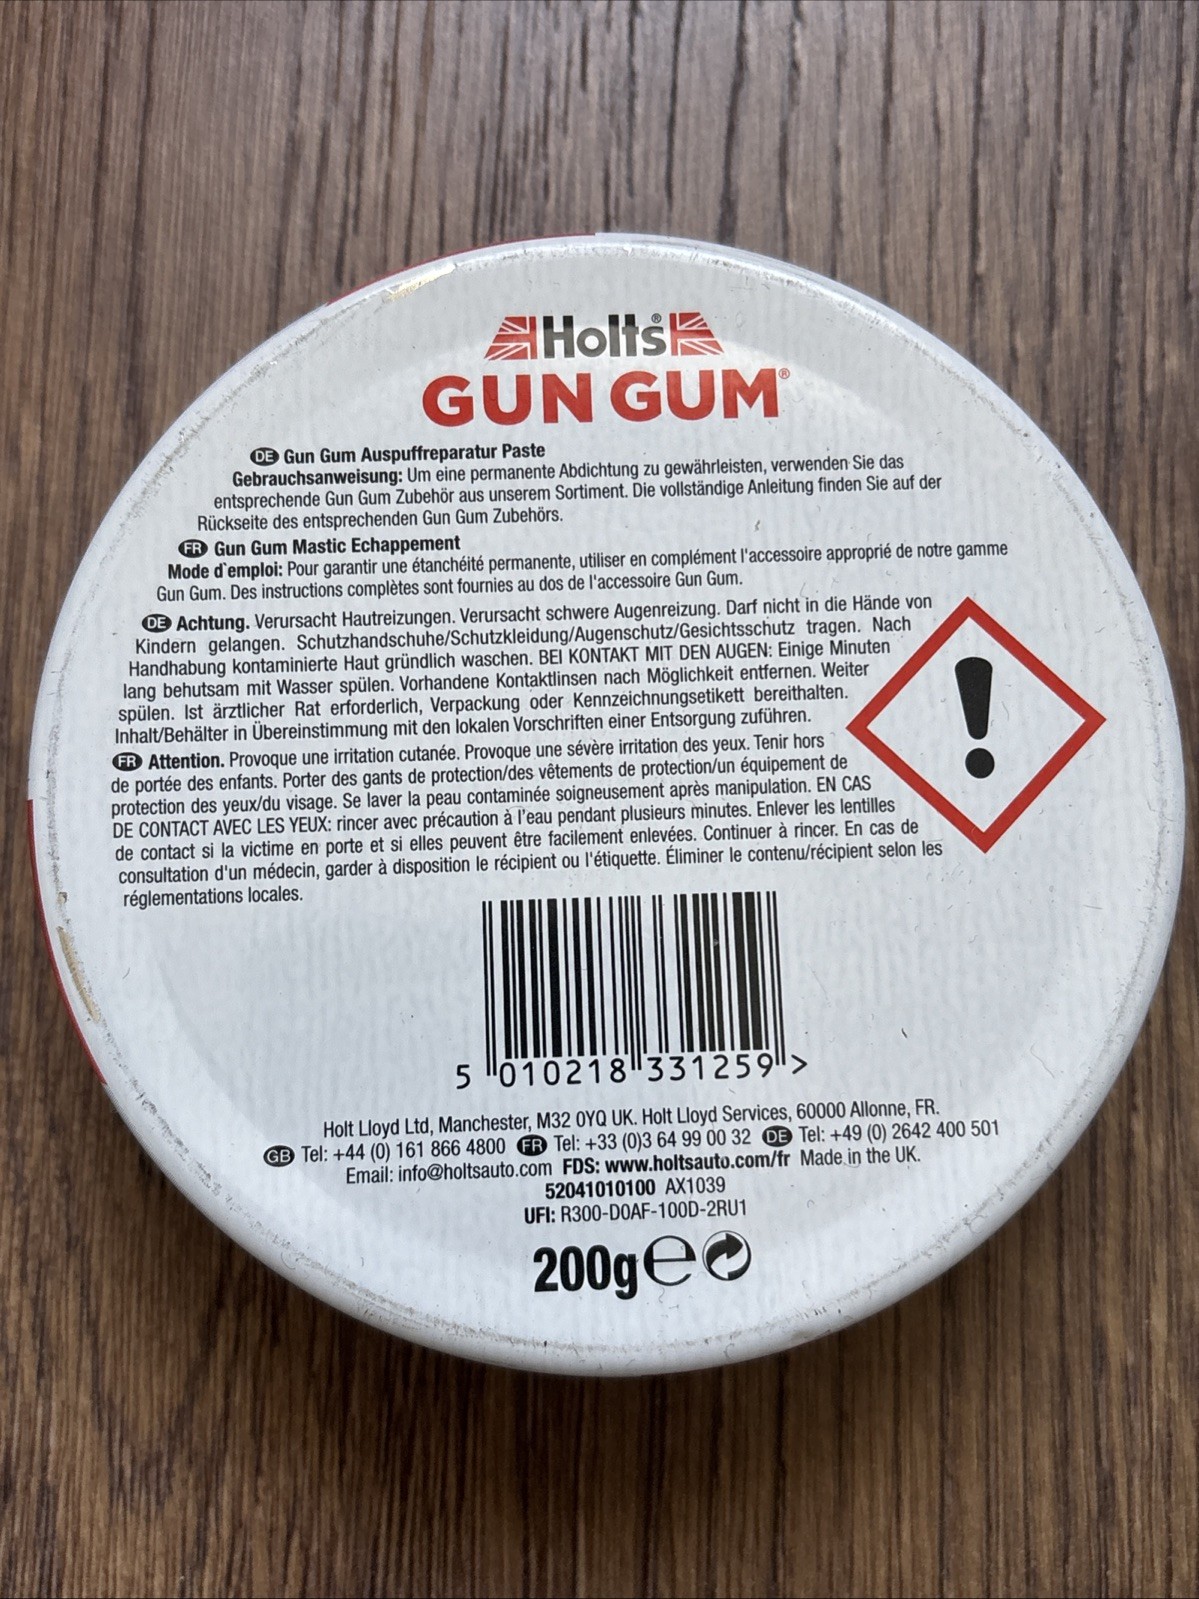 Holts®
GUN GUM®
DE Gun Gum Auspuffreparatur Paste
Gebrauchsanweisung: Um eine permanente Abdichtung zu gewährleisten, verwenden Sie das
entsprechende Gun Gum Zubehör aus unserem Sortiment. Die vollständige Anleitung finden Sie auf der
Rückseite des entsprechenden Gun Gum Zubehörs.
FR Gun Gum Mastic Echappement
Mode d`emploi: Pour garantir une étanchéité permanente, utiliser en complément l'accessoire approprié de notre gamme
Gun Gum. Des instructions complètes sont fournies au dos de l'accessoire Gun Gum.
DE Achtung. Verursacht Hautreizungen. Verursacht schwere Augenreizung. Darf nicht in die Hände von
Kindern gelangen. Schutzhandschuhe/Schutzkleidung/Augenschutz/Gesichtsschutz tragen. Nach
Handhabung kontaminierte Haut gründlich waschen. BEI KONTAKT MIT DEN AUGEN: Einige Minuten
lang behutsam mit Wasser spülen. Vorhandene Kontaktlinsen nach Möglichkeit entfernen. Weiter
spülen. Ist ärztlicher Rat erforderlich, Verpackung oder Kennzeichnungsetikett bereithalten.
Inhalt/Behälter in Übereinstimmung mit den lokalen Vorschriften einer Entsorgung zuführen.
FR Attention. Provoque une irritation cutanée. Provoque une sévère irritation des yeux. Tenir hors
de portée des enfants. Porter des gants de protection/des vêtements de protection/un équipement de
protection des yeux/du visage. Se laver la peau contaminée soigneusement après manipulation. EN CAS
DE CONTACT AVEC LES YEUX: rincer avec précaution à l'eau pendant plusieurs minutes. Enlever les lentilles
de contact si la victime en porte et si elles peuvent être facilement enlevées. Continuer à rincer. En cas de
consultation d'un médecin, garder à disposition le récipient ou l'étiquette. Éliminer le contenu/récipient selon les
réglementations locales.
5 010218 331259 >
Holt Lloyd Ltd, Manchester, M32 0YQ UK. Holt Lloyd Services, 60000 Allonne, FR.
GB Tel: +44 (0) 161 866 4800 FR Tel: +33 (0)3 64 99 00 32 DE Tel: +49 (0) 2642 400 501
Email: info@holtsauto.com FDS: www.holtsauto.com/fr Made in the UK.
52041010100 AX1039
UFI: R300-D0AF-100D-2RU1
200g e